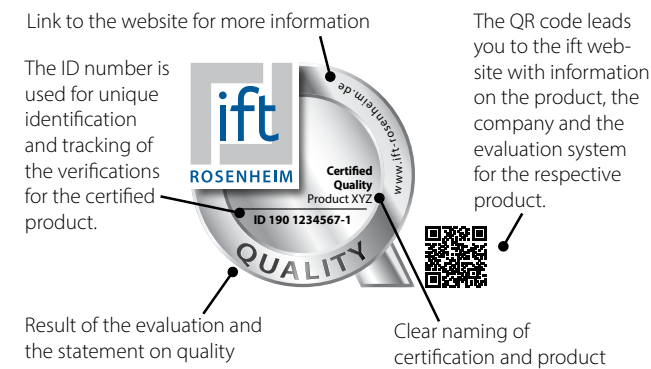 Link to the website for more information
The ID number is
used for unique
identification
and tracking of
the verifications
for the certified
product.
The QR code leads
you to the ift web-
site with information
on the product, the
company and the
evaluation system
for the respective
product.
www.ift-rosenheim.de
ift
ROSENHEIM
Certified
Quality
Product XYZ
ID 190 1234567-1
QUALITY
Result of the evaluation and
the statement on quality
Clear naming of
certification and product